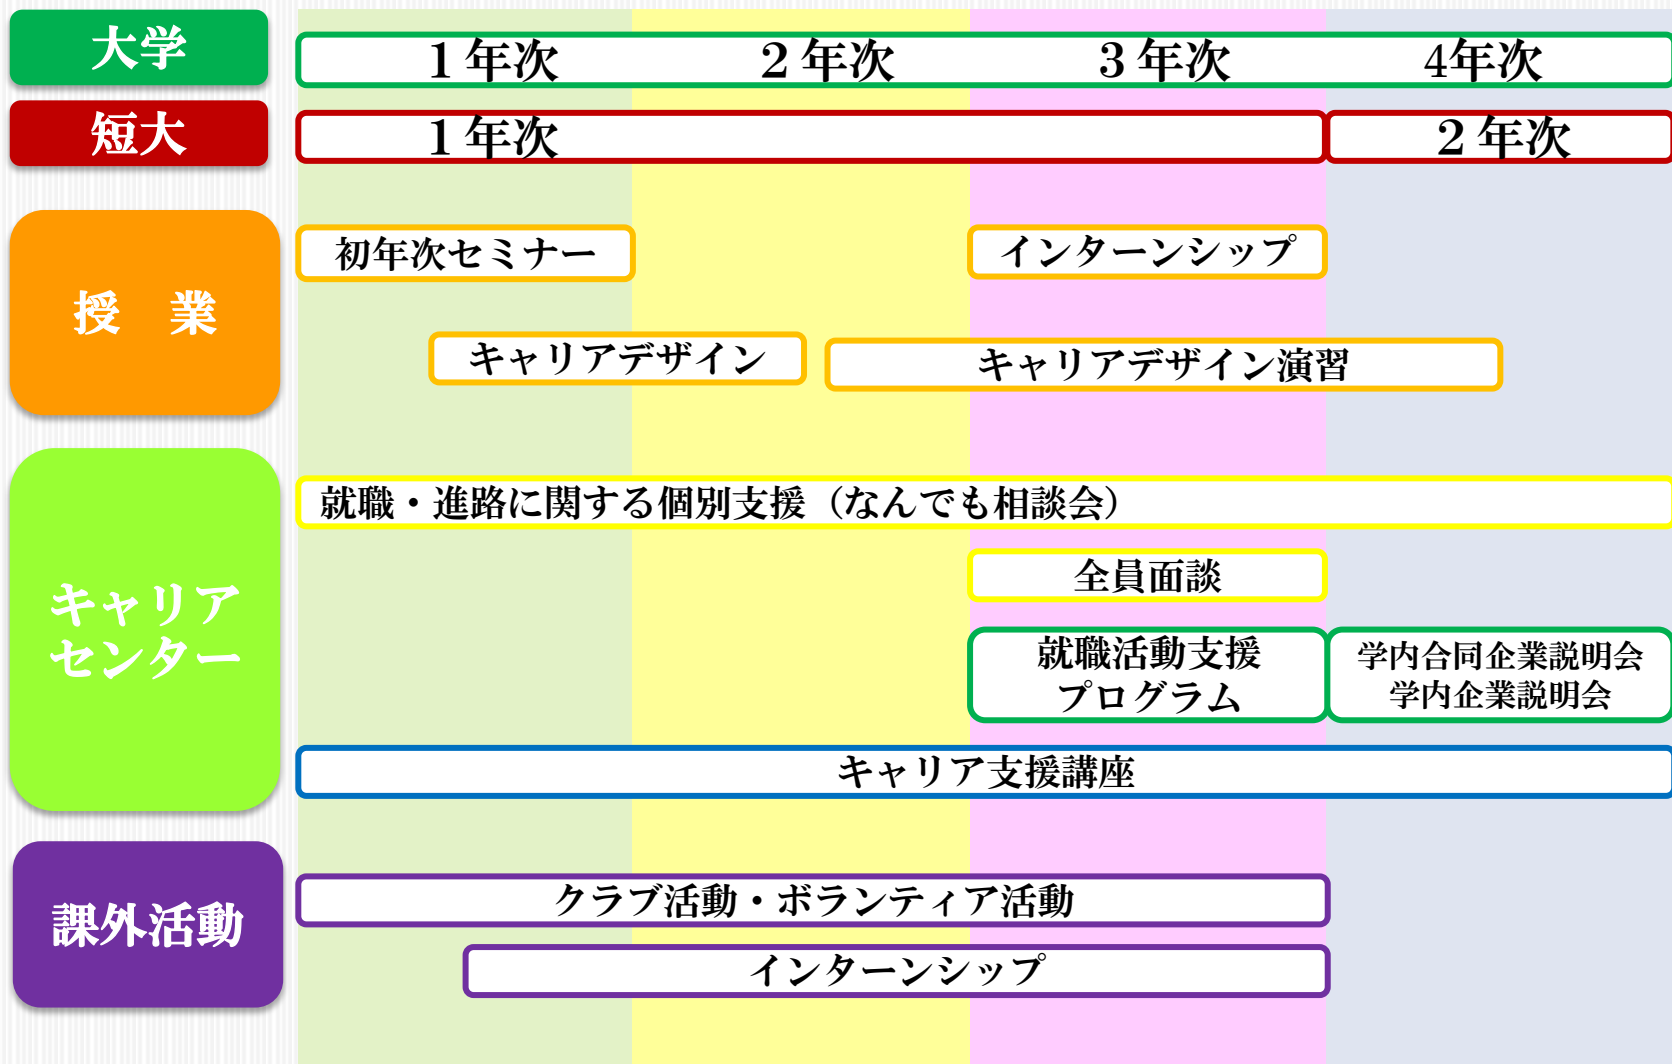 大学
１年次
２年次
３年次
4年次
短大
１年次
２年次
授　業
初年次セミナー
インターンシップ
キャリアデザイン
キャリアデザイン演習
キャリア
センター
就職・進路に関する個別支援（なんでも相談会）
全員面談
就職活動支援
プログラム
学内合同企業説明会
学内企業説明会
キャリア支援講座
課外活動
クラブ活動・ボランティア活動
インターンシップ